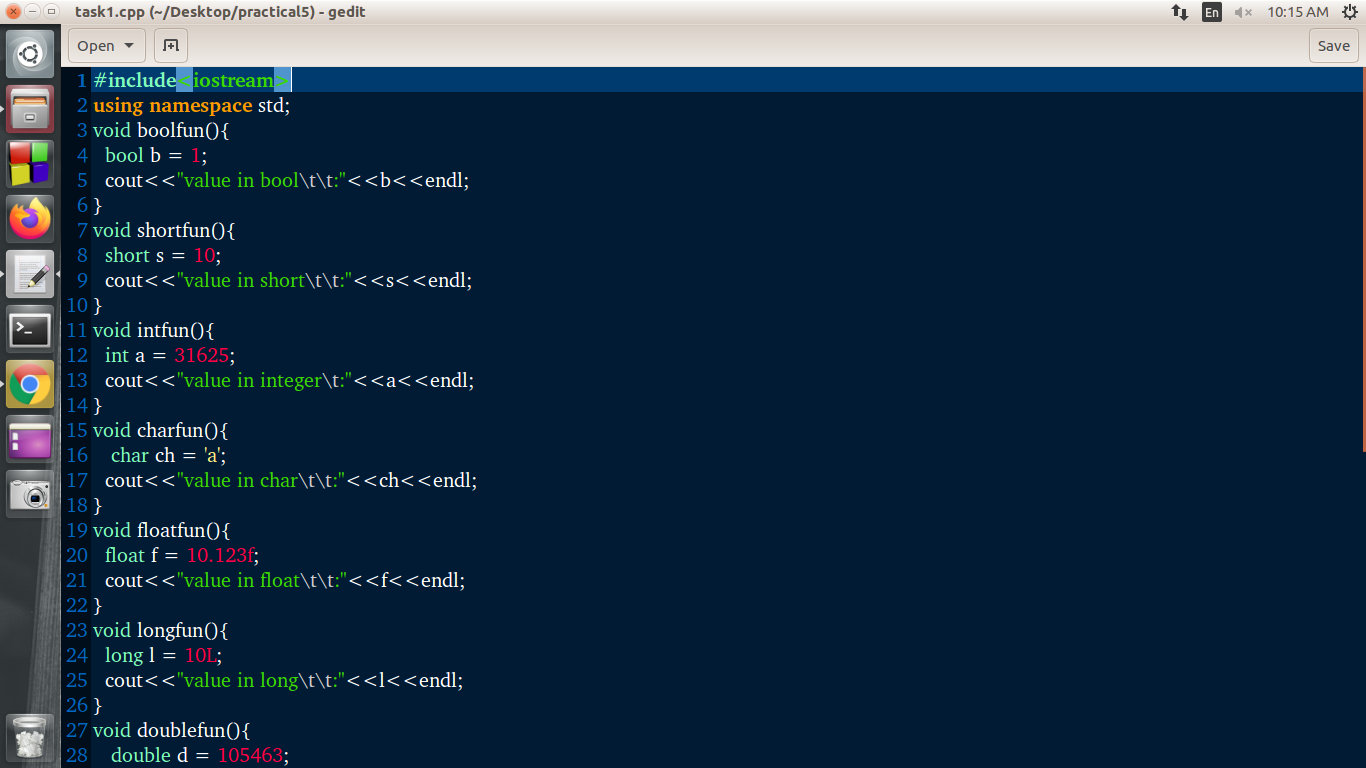 task1.cpp (~/Desktop/practical5) - gedit
En
10:15 AM
Open
Save
1 #include<iostream>
2 using namespace std;
3 void boolfun(){
4   bool b = 1;
5   cout<<"value in bool\t\t:"<<b<<endl;
6 }
7 void shortfun(){
8   short s = 10;
9   cout<<"value in short\t\t:"<<s<<endl;
10 }
11 void intfun(){
12   int a = 31625;
13   cout<<"value in integer\t:"<<a<<endl;
14 }
15 void charfun(){
16    char ch = 'a';
17   cout<<"value in char\t\t:"<<ch<<endl;
18 }
19 void floatfun(){
20   float f = 10.123f;
21   cout<<"value in float\t\t:"<<f<<endl;
22 }
23 void longfun(){
24   long l = 10L;
25   cout<<"value in long\t\t:"<<l<<endl;
26 }
27 void doublefun(){
28    double d = 105463;